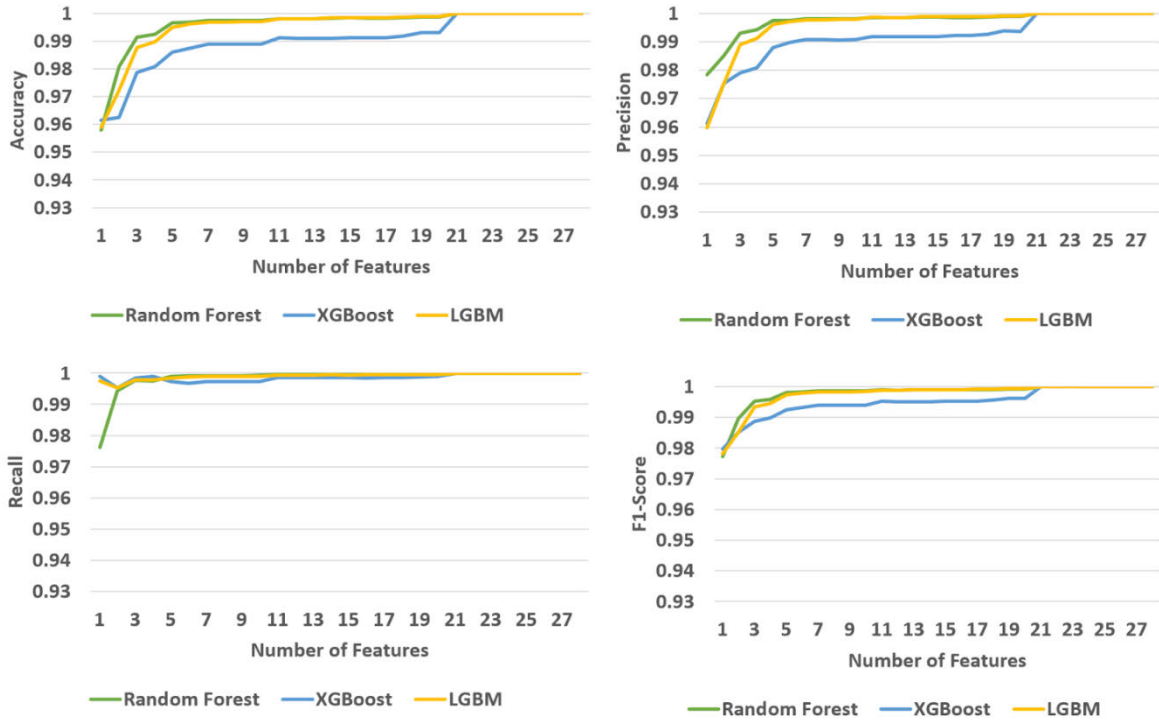 1
0.99
0.98
0.97
0.96
0.95
0.94
0.93
Accuracy
1 3 5 7 9 11 13 15 17 19 21 23 25 27
Number of Features
Random Forest XGBoost LGBM
1
0.99
0.98
0.97
0.96
0.95
0.94
0.93
Precision
1 3 5 7 9 11 13 15 17 19 21 23 25 27
Number of Features
Random Forest XGBoost LGBM
1
0.99
0.98
0.97
0.96
0.95
0.94
0.93
Recall
1 3 5 7 9 11 13 15 17 19 21 23 25 27
Number of Features
Random Forest XGBoost LGBM
1
0.99
0.98
0.97
0.96
0.95
0.94
0.93
F1-Score
1 3 5 7 9 11 13 15 17 19 21 23 25 27
Number of Features
Random Forest XGBoost LGBM